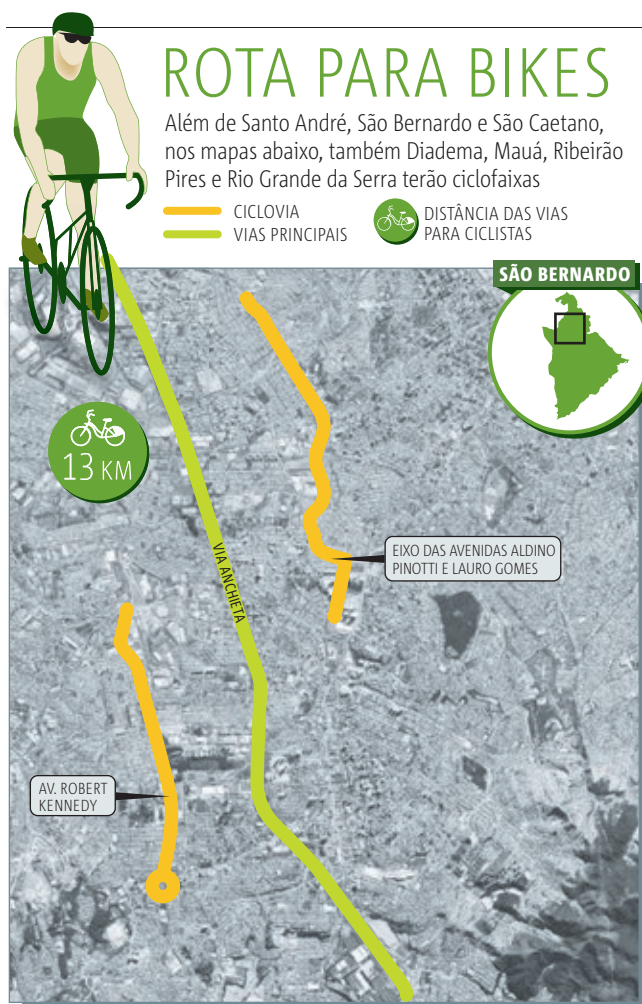 ROTA PARA BIKES
Além de Santo André, São Bernardo e São Caetano,
nos mapas abaixo, também Diadema, Mauá, Ribeirão
Pires e Rio Grande da Serra terão ciclofaixas
CICLOVIA
VIAS PRINCIPAIS
DISTÂNCIA DAS VIAS
PARA CICLISTAS
SÃO BERNARDO
13 KM
VIA ANCHIETA
EIXO DAS AVENIDAS ALDINO
PINOTTI E LAURO GOMES
AV. ROBERT
KENNEDY